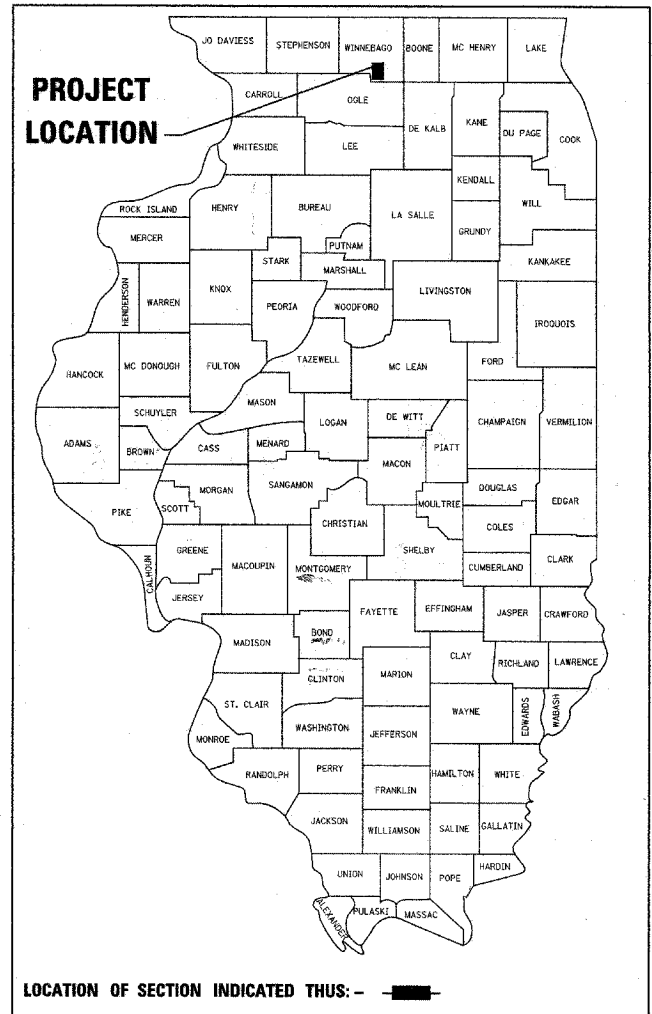 JO DAVIESS
STEPHENSON
WINNEBAGO
BOONE
MC HENRY
LAKE
PROJECT
LOCATION
CARROLL
OGLE
DE KALB
KANE
DU PAGE
COOK
WHITESIDE
LEE
KENDALL
WILL
ROCK ISLAND
HENRY
BUREAU
LA SALLE
GRUNDY
MERCER
PUTNAM
STARK
MARSHALL
KANKAKEE
HENDERSON
WARREN
KNOX
PEORIA
WOODFORD
LIVINGSTON
IROQUOIS
HANCOCK
MC DONOUGH
FULTON
TAZEWELL
MC LEAN
FORD
SCHUYLER
MASON
LOGAN
DE WITT
CHAMPAIGN
VERMILION
ADAMS
BROWN
CASS
MENARD
PIATT
MACON
PIKE
SCOTT
MORGAN
SANGAMON
MOULTRIE
DOUGLAS
EDGAR
CHRISTIAN
COLES
CALHOUN
GREENE
MACOUPIN
MONTGOMERY
SHELBY
CUMBERLAND
CLARK
JERSEY
FAYETTE
EFFINGHAM
JASPER
CRAWFORD
MADISON
BOND
CLAY
RICHLAND
LAWRENCE
CLINTON
MARION
ST. CLAIR
WAYNE
EDWARDS
WABASH
WASHINGTON
JEFFERSON
MONROE
RANDOLPH
PERRY
HAMILTON
WHITE
FRANKLIN
JACKSON
WILLIAMSON
SALINE
GALLATIN
UNION
JOHNSON
POPE
HARDIN
ALEXANDER
PULASKI
MASSAC
LOCATION OF SECTION INDICATED THUS: -